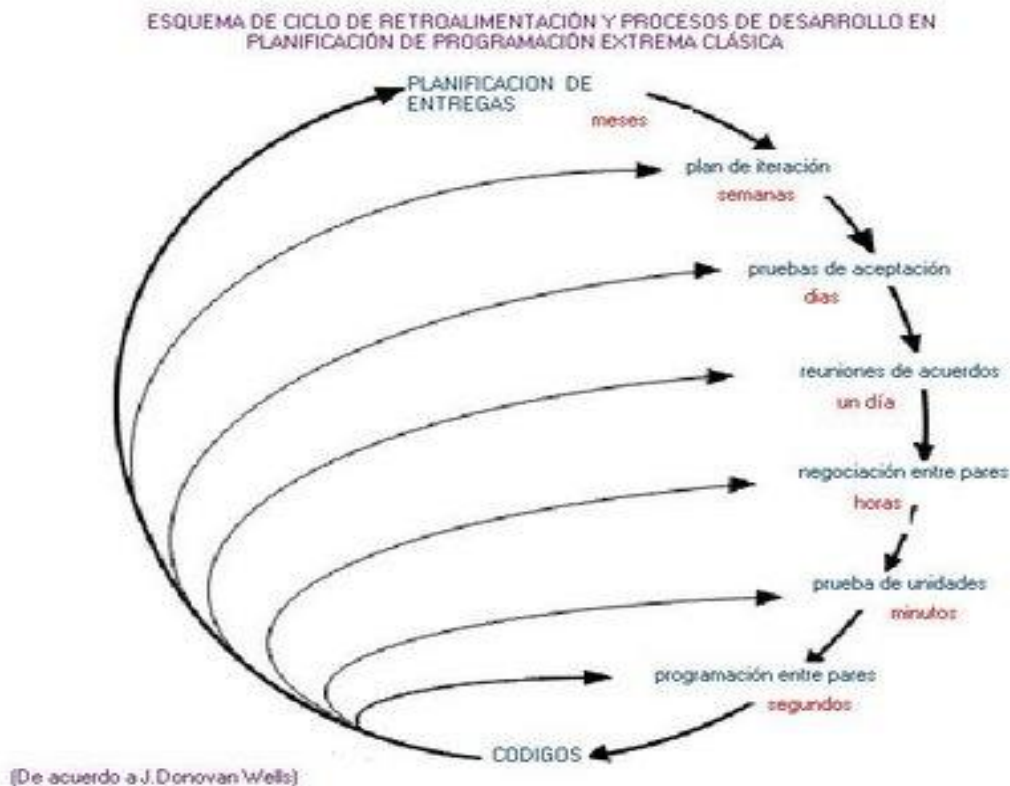 ESQUEMA DE CICLO DE RETROALIMENTACIÓN Y PROCESOS DE DESARROLLO EN
PLANIFICACIÓN DE PROGRAMACIÓN EXTREMA CLÁSICA
PLANIFICACION DE
ENTREGAS
meses
plan de iteración
semanas
pruebas de aceptación
dias
reuniones de acuerdos
un día
negociación entre pares
horas
prueba de unidades
minutos
programación entre pares
segundos
CODIGOS
(De acuerdo a J.Donovan Wells)